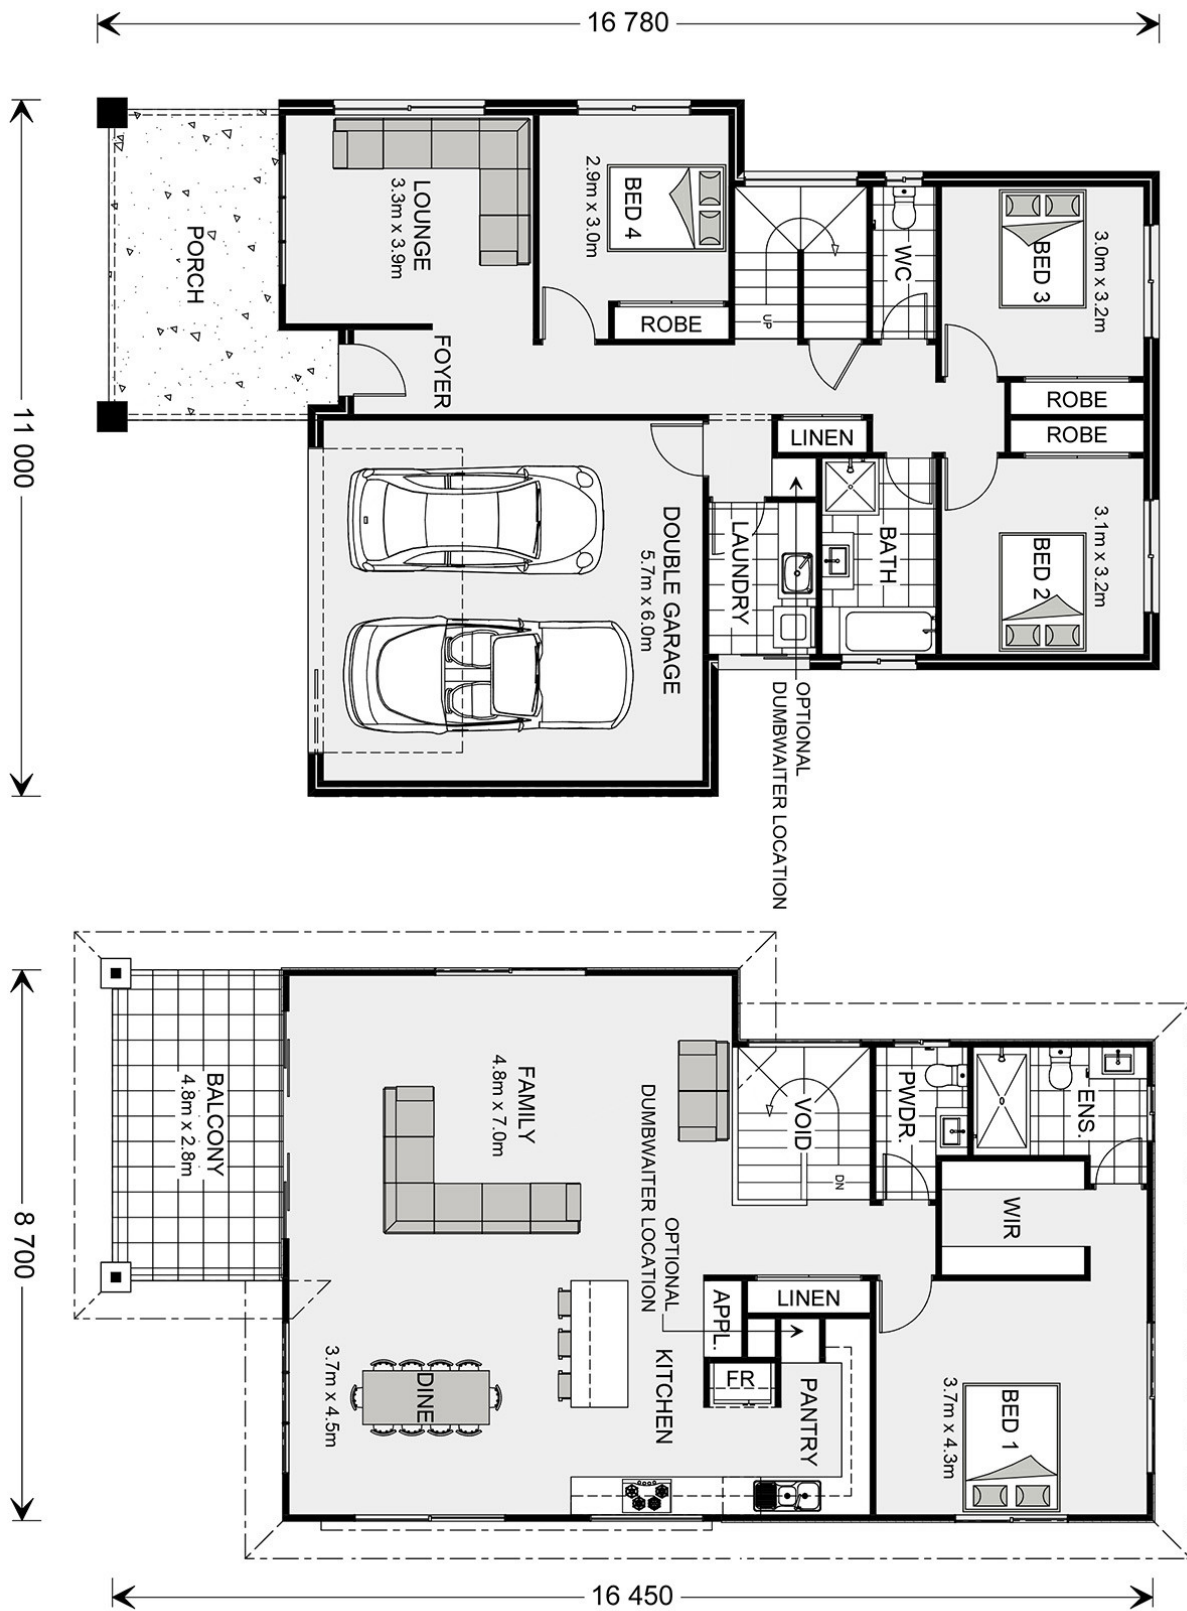 16 780
11 000
PORCH
LOUNGE
3.3m x 3.9m
BED 4
2.9m x 3.0m
ROBE
UP
WC
BED 3
3.0m x 3.2m
ROBE
ROBE
FOYER
LINEN
DOUBLE GARAGE
5.7m x 6.0m
LAUNDRY
BATH
BED 2
3.1m x 3.2m
OPTIONAL
DUMBWAITER LOCATION
8 700
BALCONY
4.8m x 2.8m
FAMILY
4.8m x 7.0m
VOID
DN
PWDR.
ENS.
WIR
OPTIONAL
DUMBWAITER LOCATION
APPL.
LINEN
FR
KITCHEN
PANTRY
DINE
3.7m x 4.5m
BED 1
3.7m x 4.3m
16 450